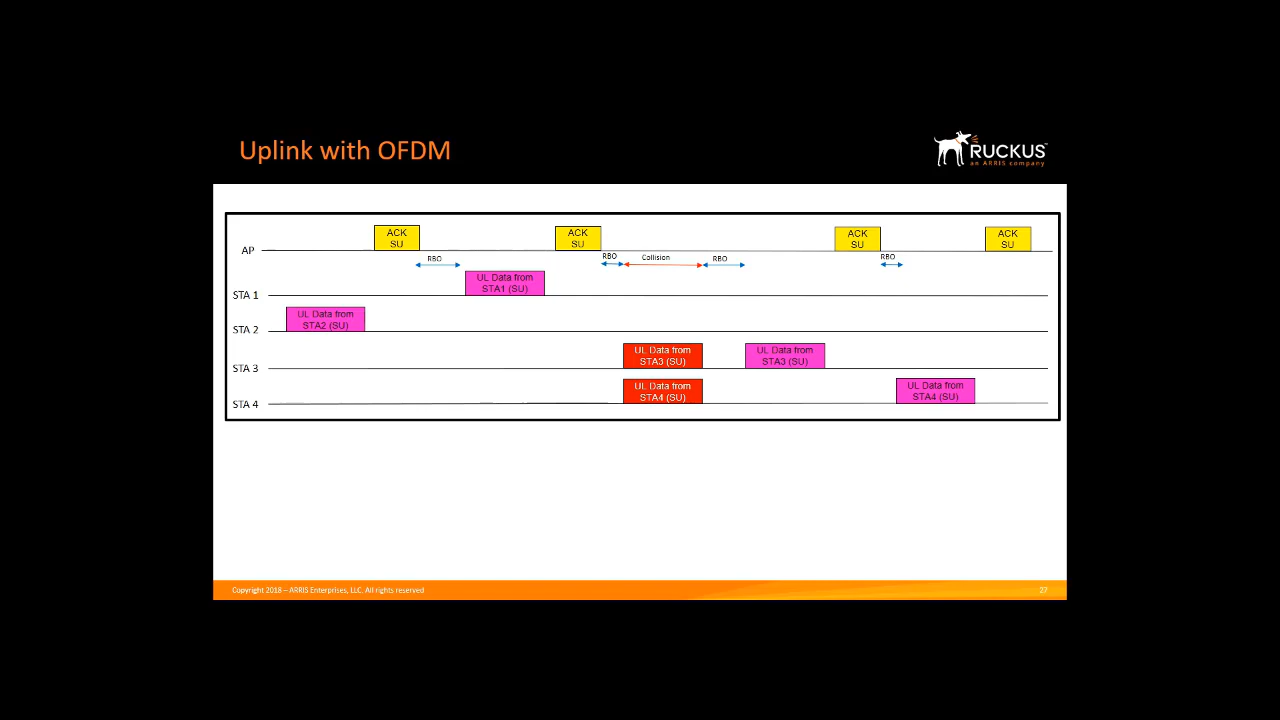 Uplink with OFDM
RUCKUS™
an ARRIS company
ACK
SU
ACK
SU
ACK
SU
ACK
SU
AP
RBO
RBO
Collision
RBO
RBO
UL Data from
STA1 (SU)
STA 1
UL Data from
STA2 (SU)
STA 2
UL Data from
STA3 (SU)
UL Data from
STA3 (SU)
STA 3
UL Data from
STA4 (SU)
UL Data from
STA4 (SU)
STA 4
Copyright 2018 – ARRIS Enterprises, LLC. All rights reserved
27